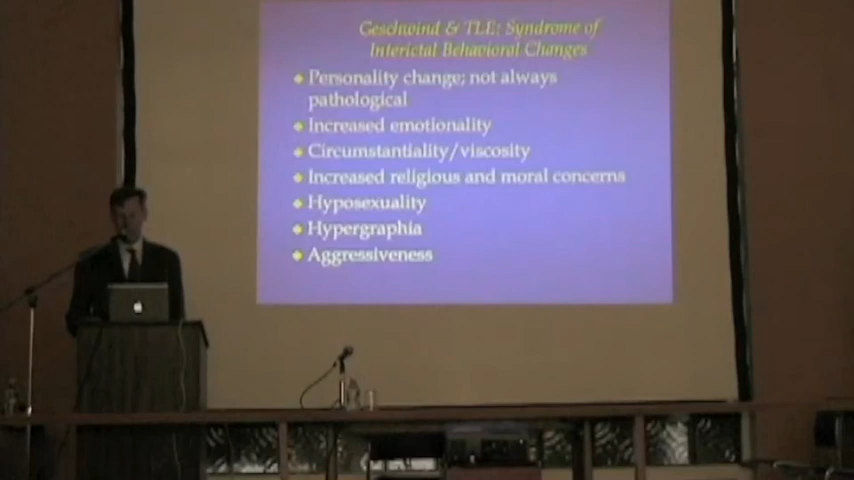 Geschwind & TLE: Syndrome of
Interictal Behavioral Changes
Personality change; not always
pathological
Increased emotionality
Circumstantiality/viscosity
Increased religious and moral concerns
Hyposexuality
Hypergraphia
Aggressiveness